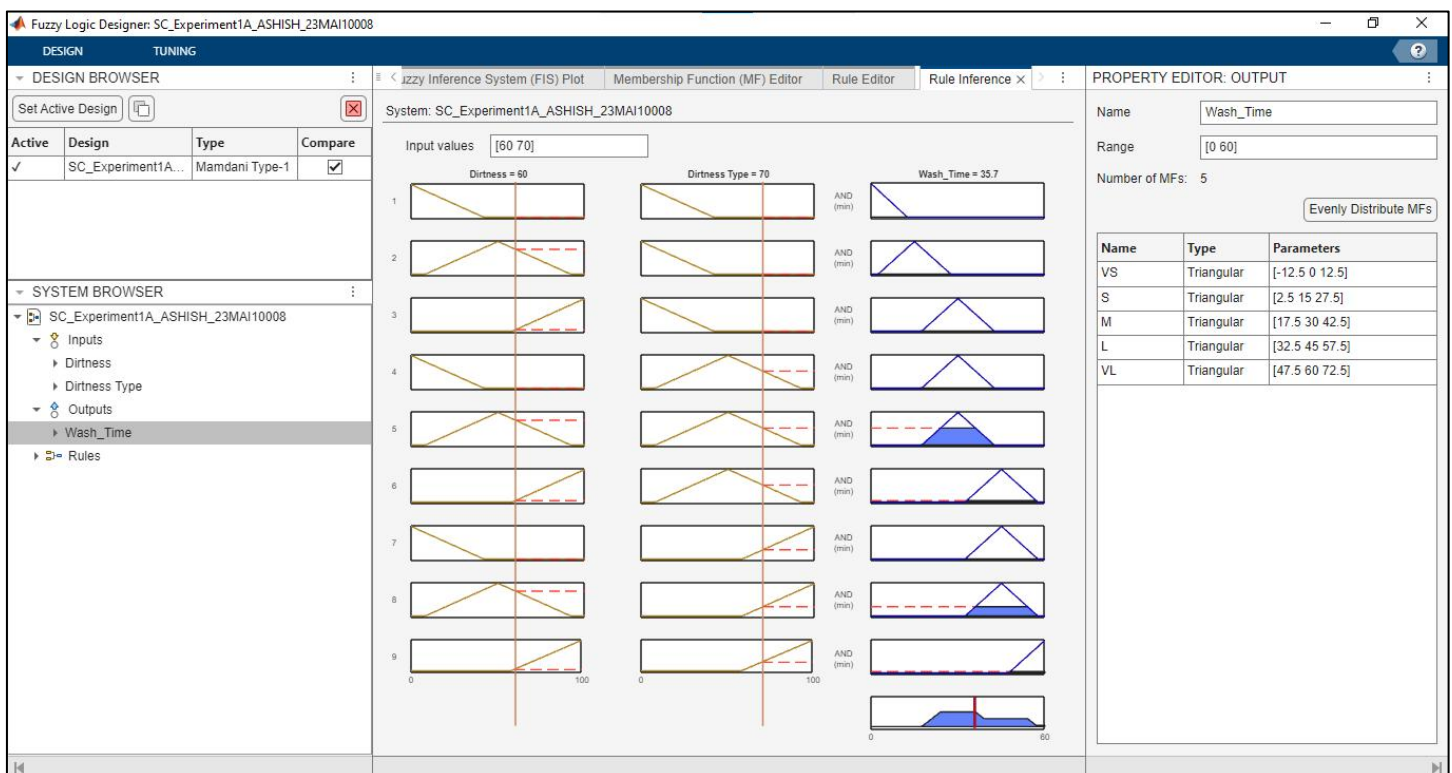 Fuzzy Logic Designer: SC_Experiment1A_ASHISH_23MAI10008
DESIGN TUNING
?
DESIGN BROWSER
Set Active Design
Active Design Type Compare
✓ SC_Experiment1A... Mamdani Type-1
SYSTEM BROWSER
SC_Experiment1A_ASHISH_23MAI10008
Inputs
Dirtness
Dirtness Type
Outputs
Wash_Time
Rules
uzzy Inference System (FIS) Plot Membership Function (MF) Editor Rule Editor Rule Inference ×
System: SC_Experiment1A_ASHISH_23MAI10008
Input values [60 70]
Dirtness = 60 Dirtness Type = 70 Wash_Time = 35.7
1 AND
(min)
2 AND
(min)
3 AND
(min)
4 AND
(min)
5 AND
(min)
6 AND
(min)
7 AND
(min)
8 AND
(min)
9 AND
(min)
0 100 0 100
0 60
PROPERTY EDITOR: OUTPUT
Name Wash_Time
Range [0 60]
Number of MFs: 5
Evenly Distribute MFs
Name Type Parameters
VS Triangular [-12.5 0 12.5]
S Triangular [2.5 15 27.5]
M Triangular [17.5 30 42.5]
L Triangular [32.5 45 57.5]
VL Triangular [47.5 60 72.5]